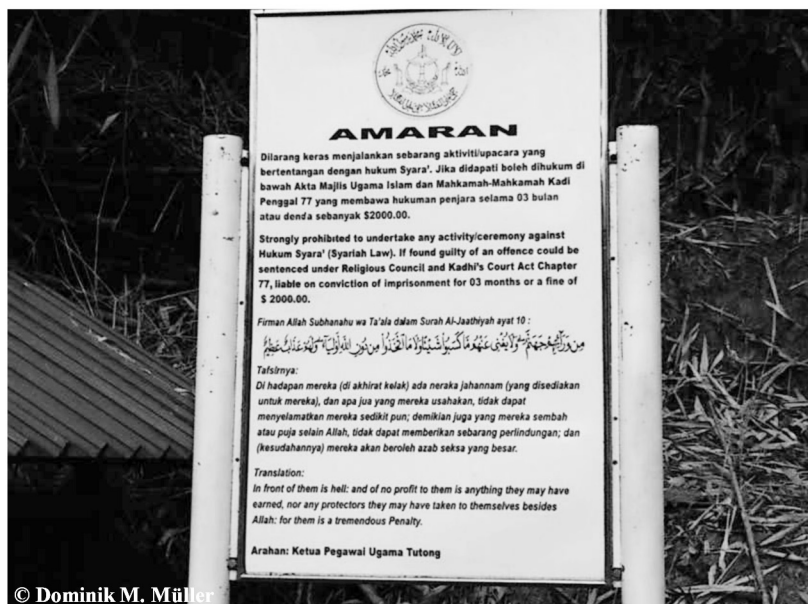 AMARAN
Dilarang keras menjalankan sebarang aktiviti/upacara yang
bertentangan dengan hukum Syara'. Jika didapati boleh dihukum di
bawah Akta Majlis Ugama Islam dan Mahkamah-Mahkamah Kadi
Penggal 77 yang membawa hukuman penjara selama 03 bulan
atau denda sebanyak $2000.00.
Strongly prohibited to undertake any activity/ceremony against
Hukum Syara' (Syariah Law). If found guilty of an offence could be
sentenced under Religious Council and Kadhi's Court Act Chapter
77, liable on conviction of imprisonment for 03 months or a fine of
$ 2000.00.
Firman Allah Subhanahu wa Ta'ala dalam Surah Al-Jaathiyah ayat 10 :
مِن وَرَآئِهِمْ جَهَنَّمُ وَلَا يُغْنِى عَنْهُم مَّا كَسَبُوا۟ شَيْـًٔا وَلَا مَا ٱتَّخَذُوا۟ مِن دُونِ ٱللَّهِ أَوْلِيَآءَ وَلَهُمْ عَذَابٌ عَظِيمٌ
Tafsirnya:
Di hadapan mereka (di akhirat kelak) ada neraka jahannam (yang disediakan
untuk mereka), dan apa jua yang mereka usahakan, tidak dapat
menyelamatkan mereka sedikit pun; demikian juga yang mereka sembah
atau puja selain Allah, tidak dapat memberikan sebarang perlindungan; dan
(kesudahannya) mereka akan beroleh azab seksa yang besar.
Translation:
In front of them is hell: and of no profit to them is anything they may have
earned, nor any protectors they may have taken to themselves besides
Allah: for them is a tremendous Penalty.
Arahan: Ketua Pegawai Ugama Tutong
© Dominik M. Müller